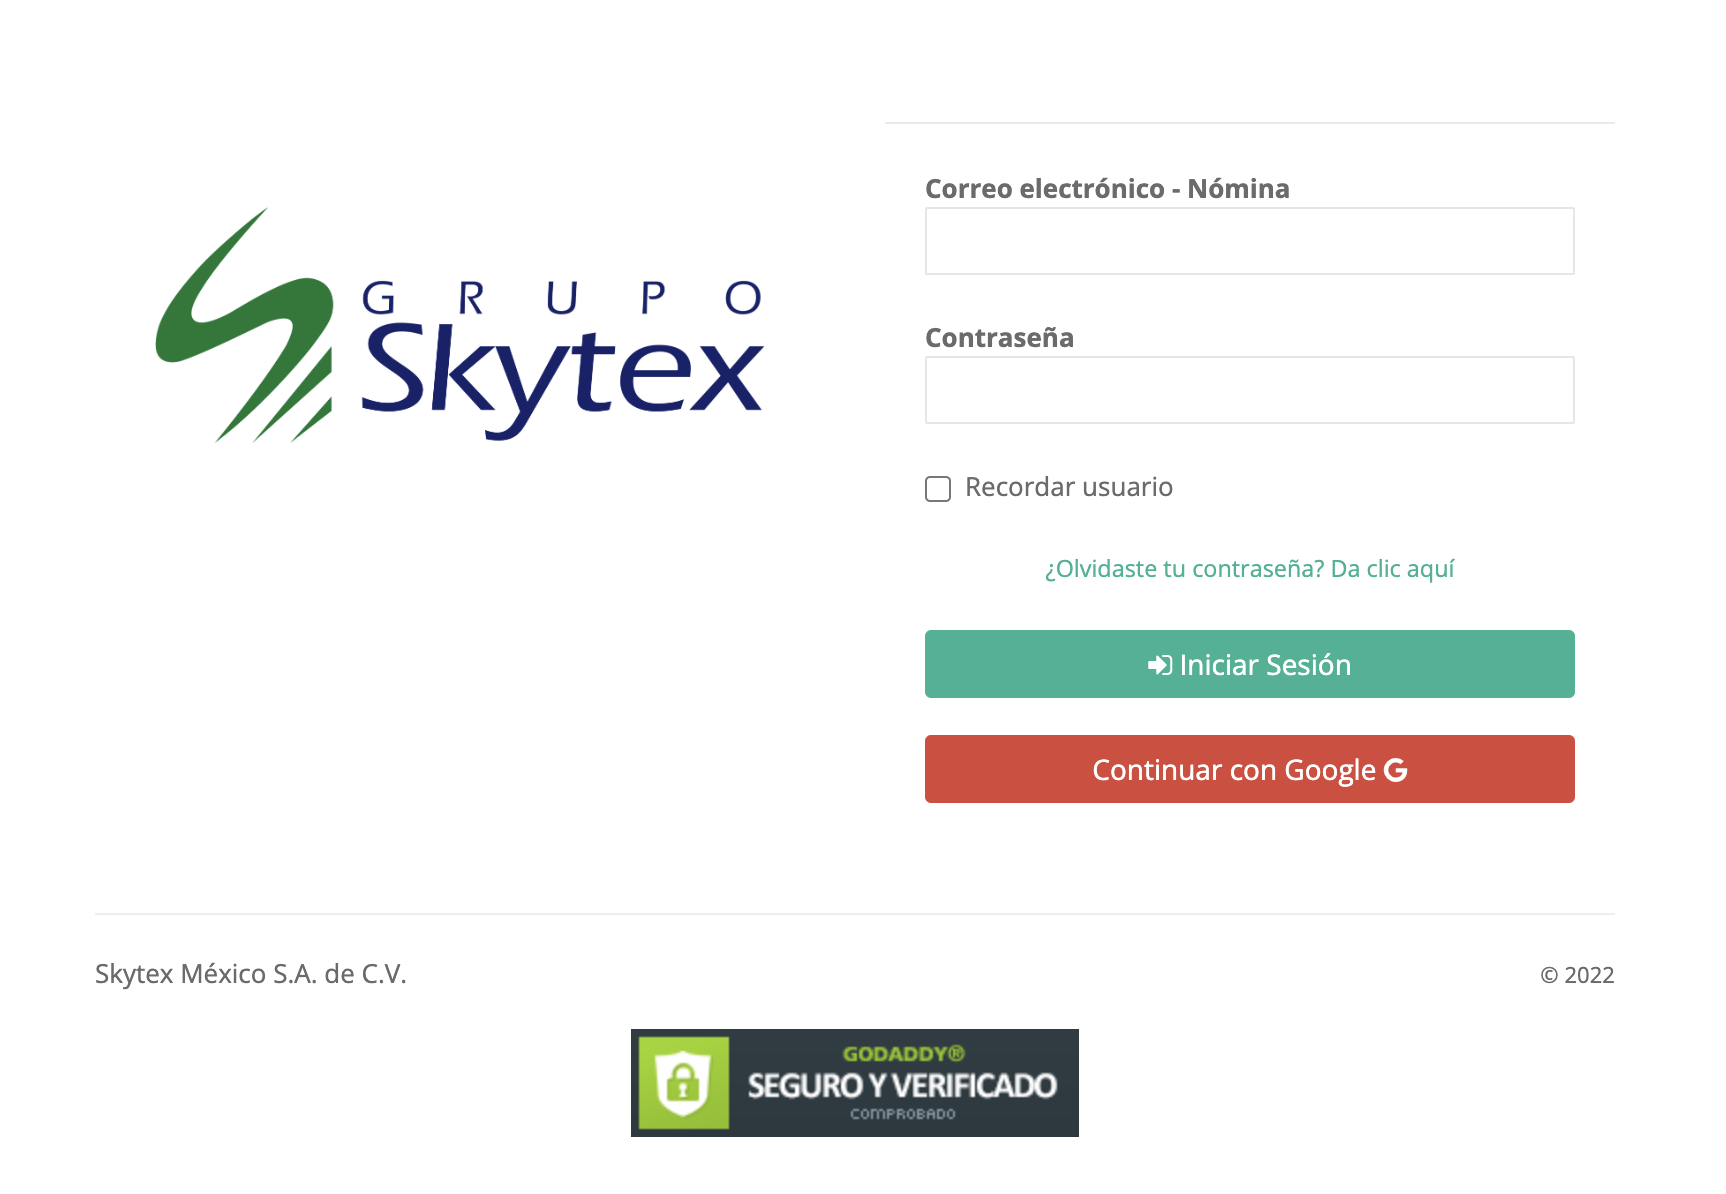 GRUPO
Skytex
Correo electrónico - Nómina
Contraseña
Recordar usuario
¿Olvidaste tu contraseña? Da clic aquí
Iniciar Sesión
Continuar con Google G
Skytex México S.A. de C.V.
© 2022
GODADDY®
SEGURO Y VERIFICADO
COMPROBADO